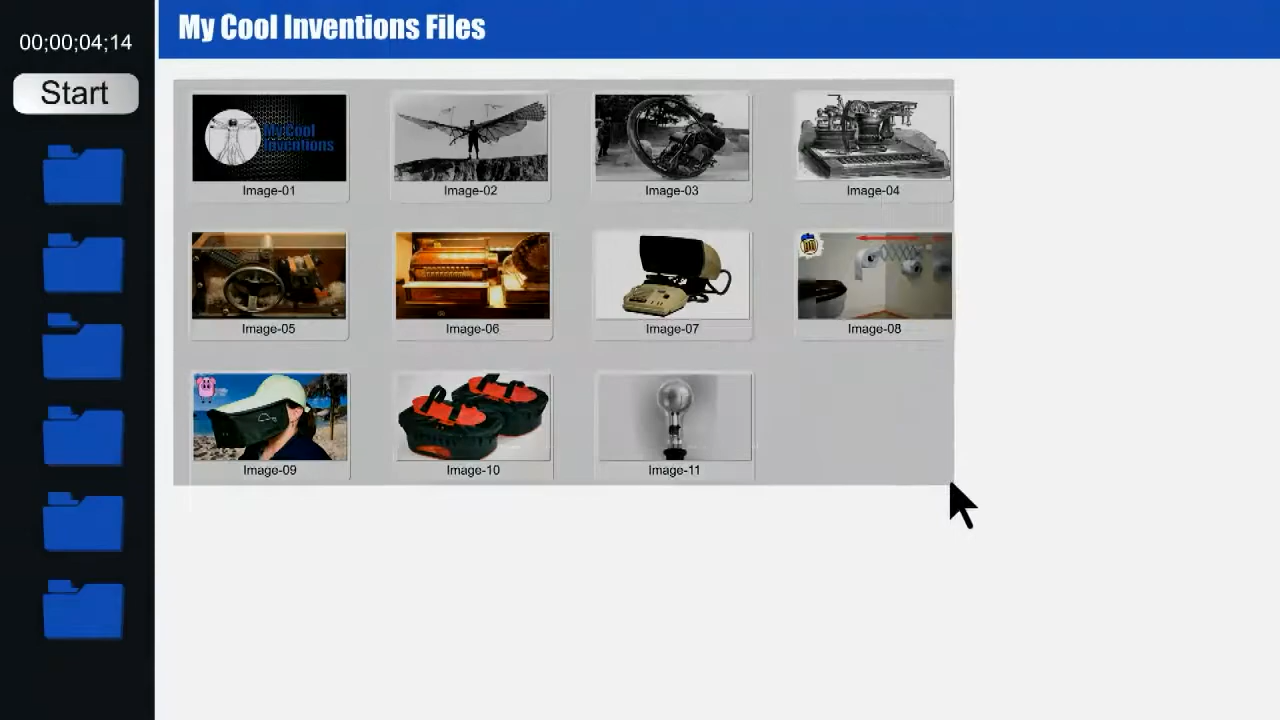 My Cool Inventions Files
00;00;04;14
Start
MyCool
Inventions
Image-01
Image-02
Image-03
Image-04
Image-05
Image-06
Image-07
Image-08
Image-09
Image-10
Image-11